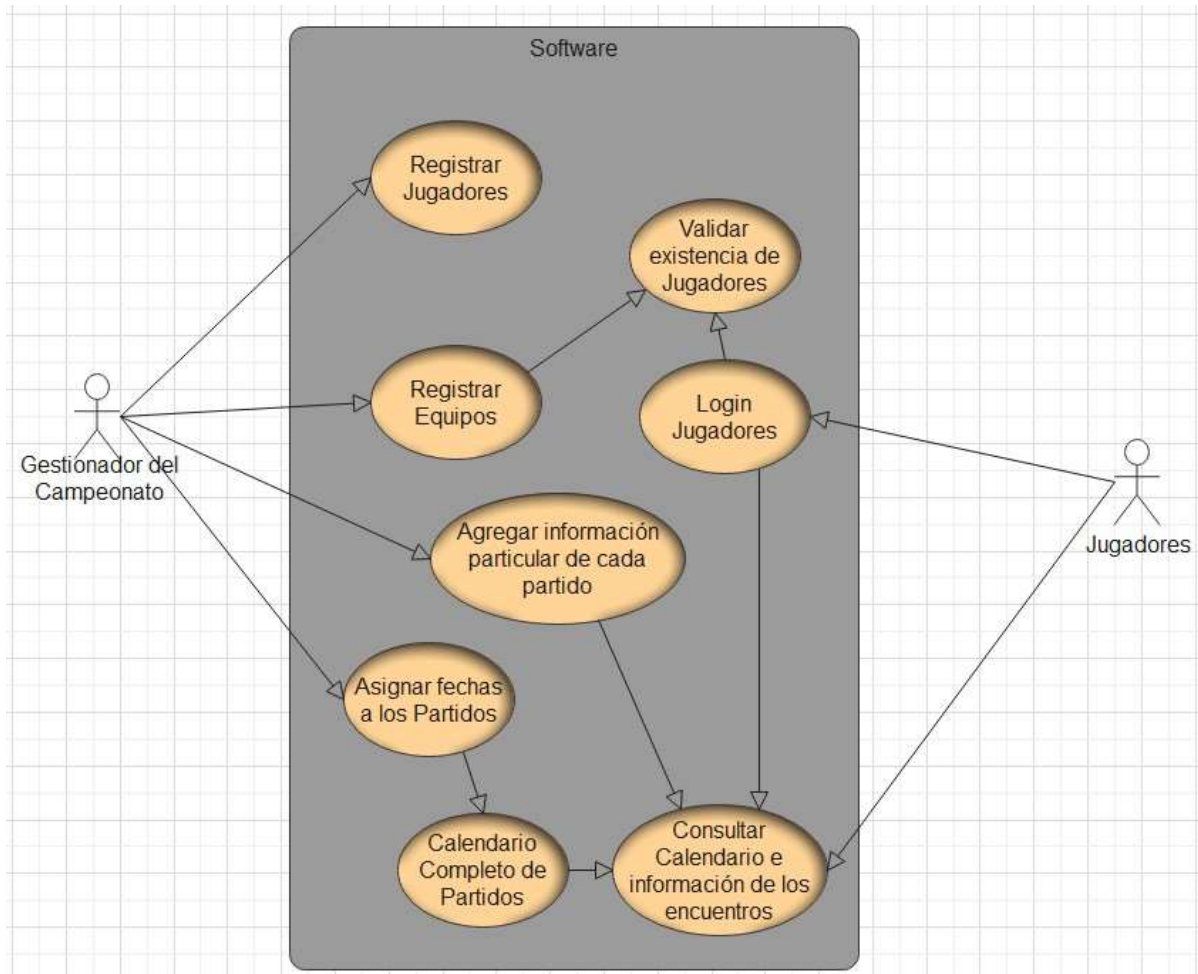 Software
Registrar
Jugadores
Validar
existencia de
Jugadores
Registrar
Equipos
Login
Jugadores
Gestionador del
Campeonato
Jugadores
Agregar información
particular de cada
partido
Asignar fechas
a los Partidos
Calendario
Completo de
Partidos
Consultar
Calendario e
información de los
encuentros